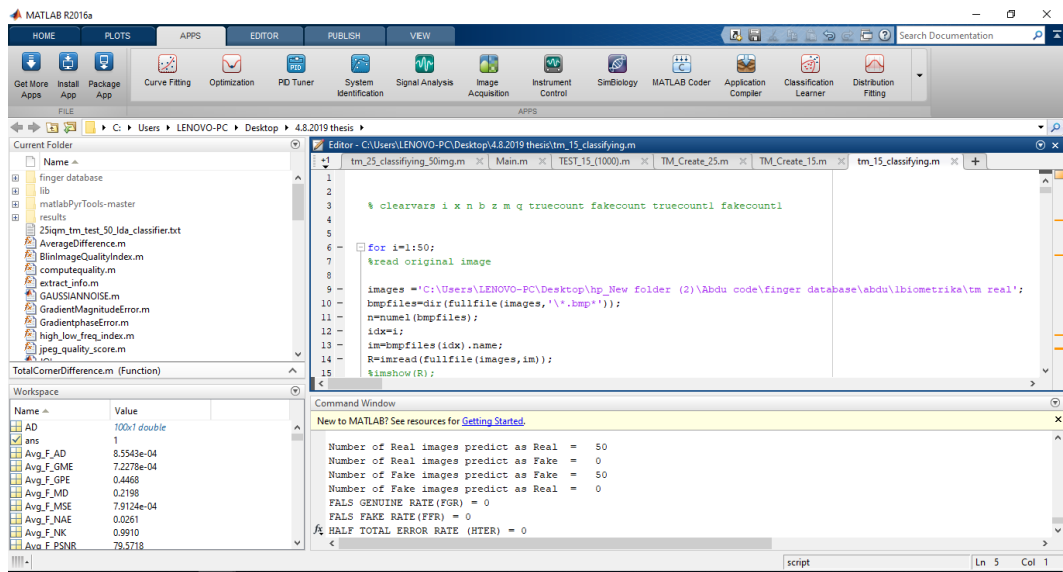 MATLAB R2016a
HOME PLOTS APPS EDITOR PUBLISH VIEW Search Documentation
Get More Apps
Install App
Package App
Curve Fitting
Optimization
PID Tuner
System Identification
Signal Analysis
Image Acquisition
Instrument Control
SimBiology
MATLAB Coder
Application Compiler
Classification Learner
Distribution Fitting
FILE APPS
C: Users LENOVO-PC Desktop 4.8.2019 thesis
Current Folder
Name
finger database
lib
matlabPyrTools-master
results
25iqm_tm_test_50_lda_classifier.txt
AverageDifference.m
BlinImageQualityIndex.m
computequality.m
extract_info.m
GAUSSIANNOISE.m
GradientMagnitudeError.m
GradientphaseError.m
high_low_freq_index.m
jpeg_quality_score.m
TotalCornerDifference.m (Function)
Workspace
Name Value
AD 100x1 double
ans 1
Avg_F_AD 8.5543e-04
Avg_F_GME 7.2278e-04
Avg_F_GPE 0.4468
Avg_F_MD 0.2198
Avg_F_MSE 7.9124e-04
Avg_F_NAE 0.0261
Avg_F_NK 0.9910
Avg_F_PSNR 79.5718
Editor - C:\Users\LENOVO-PC\Desktop\4.8.2019 thesis\tm_15_classifying.m
+1 tm_25_classifiying_50img.m Main.m TEST_15_(1000).m TM_Create_25.m TM_Create_15.m tm_15_classifying.m
1
2
3 % clearvars i x n b z m q truecount fakecount truecount1 fakecount1
4
5
6 for i=1:50;
7 %read original image
8
9 images ='C:\Users\LENOVO-PC\Desktop\hp_New folder (2)\Abdu code\finger database\abdu\lbiometrika\tm real';
10 bmpfiles=dir(fullfile(images,'\*.bmp*'));
11 n=numel(bmpfiles);
12 idx=i;
13 im=bmpfiles(idx).name;
14 R=imread(fullfile(images,im));
15 %imshow(R);
Command Window
New to MATLAB? See resources for Getting Started.
Number of Real images predict as Real = 50
Number of Real images predict as Fake = 0
Number of Fake images predict as Fake = 50
Number of Fake images predict as Real = 0
FALS GENUINE RATE(FGR) = 0
FALS FAKE RATE(FFR) = 0
fx HALF TOTAL ERROR RATE (HTER) = 0
script Ln 5 Col 1